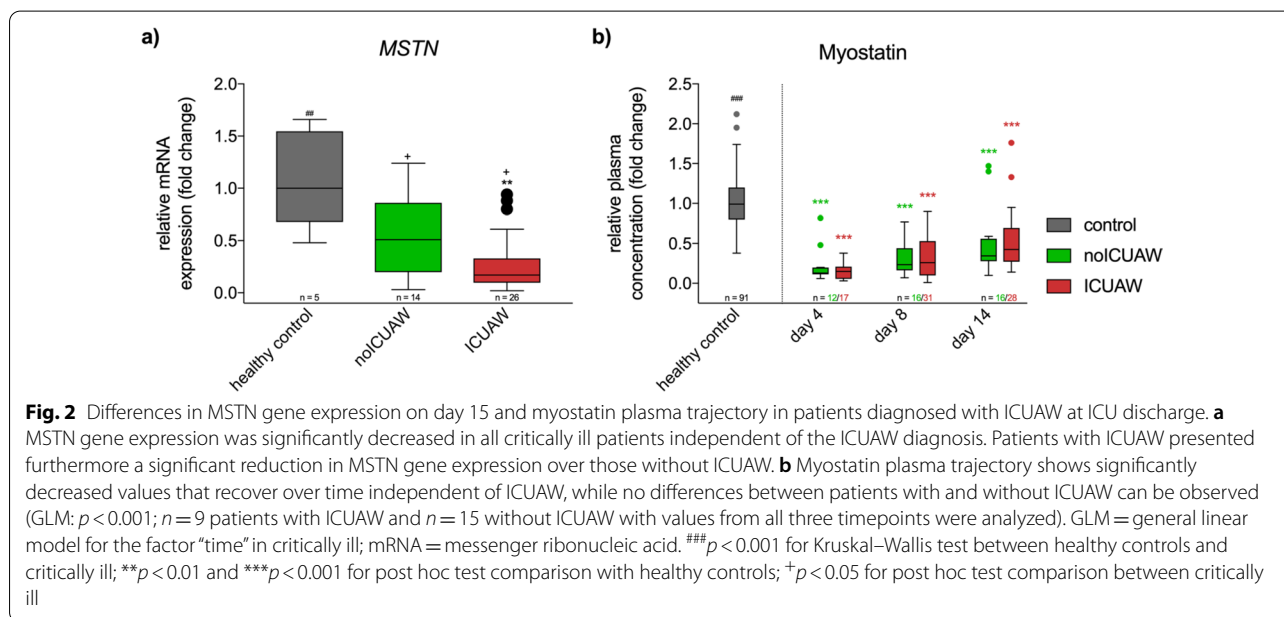 a)
MSTN
relative mRNA
expression (fold change)
2.0
1.5
1.0
0.5
0.0
##
+
+
**
n = 5
n = 14
n = 26
healthy control
noICUAW
ICUAW
b)
Myostatin
relative plasma
concentration (fold change)
2.5
2.0
1.5
1.0
0.5
0.0
###
***
***
***
***
***
***
n = 91
n = 12/17
n = 16/31
n = 16/28
healthy control
day 4
day 8
day 14
control
noICUAW
ICUAW
Fig. 2 Differences in MSTN gene expression on day 15 and myostatin plasma trajectory in patients diagnosed with ICUAW at ICU discharge. a
MSTN gene expression was significantly decreased in all critically ill patients independent of the ICUAW diagnosis. Patients with ICUAW presented
furthermore a significant reduction in MSTN gene expression over those without ICUAW. b Myostatin plasma trajectory shows significantly
decreased values that recover over time independent of ICUAW, while no differences between patients with and without ICUAW can be observed
(GLM: p < 0.001; n = 9 patients with ICUAW and n = 15 without ICUAW with values from all three timepoints were analyzed). GLM = general linear
model for the factor "time" in critically ill; mRNA = messenger ribonucleic acid. ###p < 0.001 for Kruskal–Wallis test between healthy controls and
critically ill; **p < 0.01 and ***p < 0.001 for post hoc test comparison with healthy controls; +p < 0.05 for post hoc test comparison between critically
ill